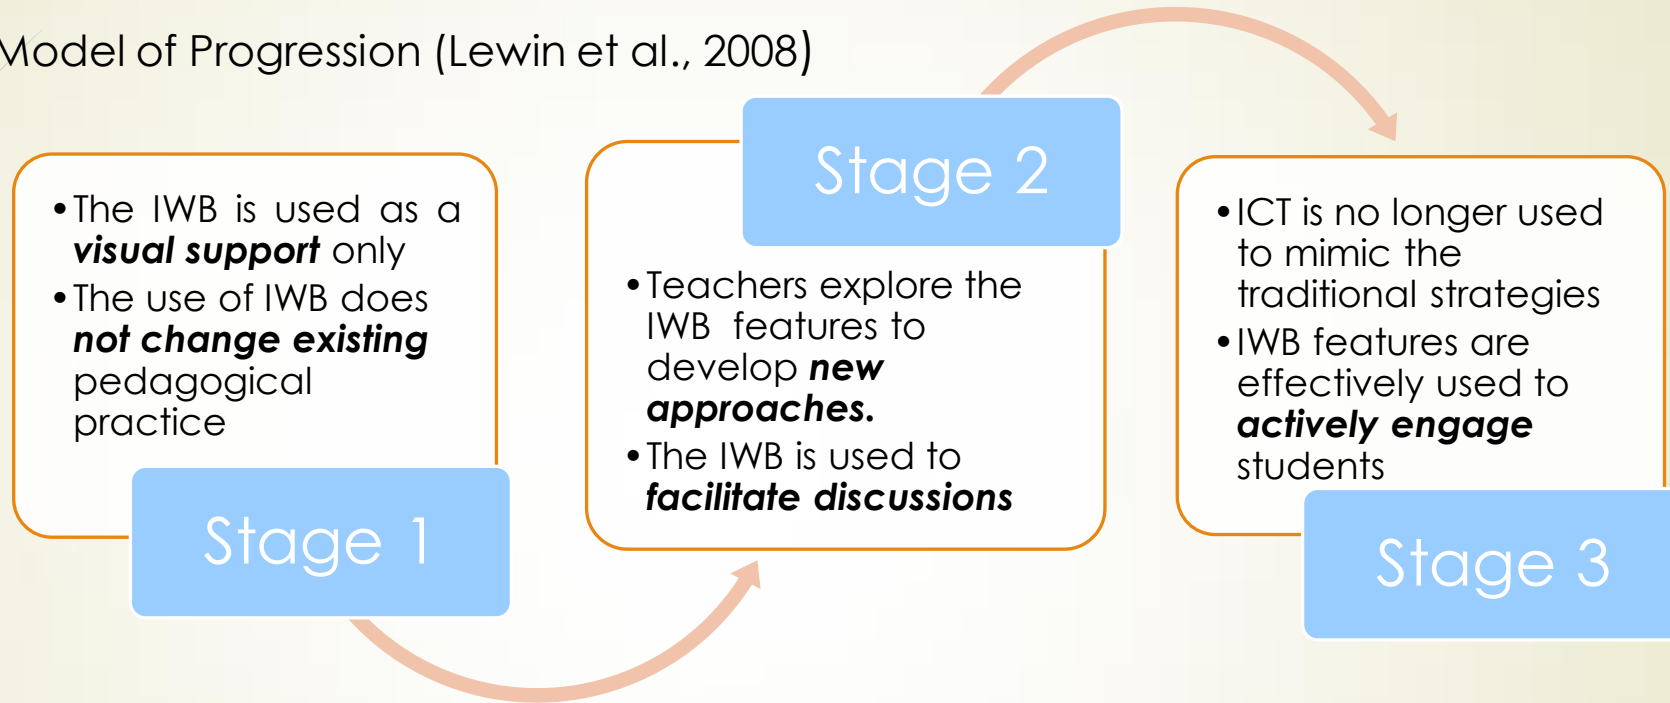 Model of Progression (Lewin et al., 2008)
• The IWB is used as a
visual support only
• The use of IWB does
not change existing
pedagogical
practice
Stage 1
Stage 2
• Teachers explore the
IWB features to
develop new
approaches.
• The IWB is used to
facilitate discussions
• ICT is no longer used
to mimic the
traditional strategies
• IWB features are
effectively used to
actively engage
students
Stage 3